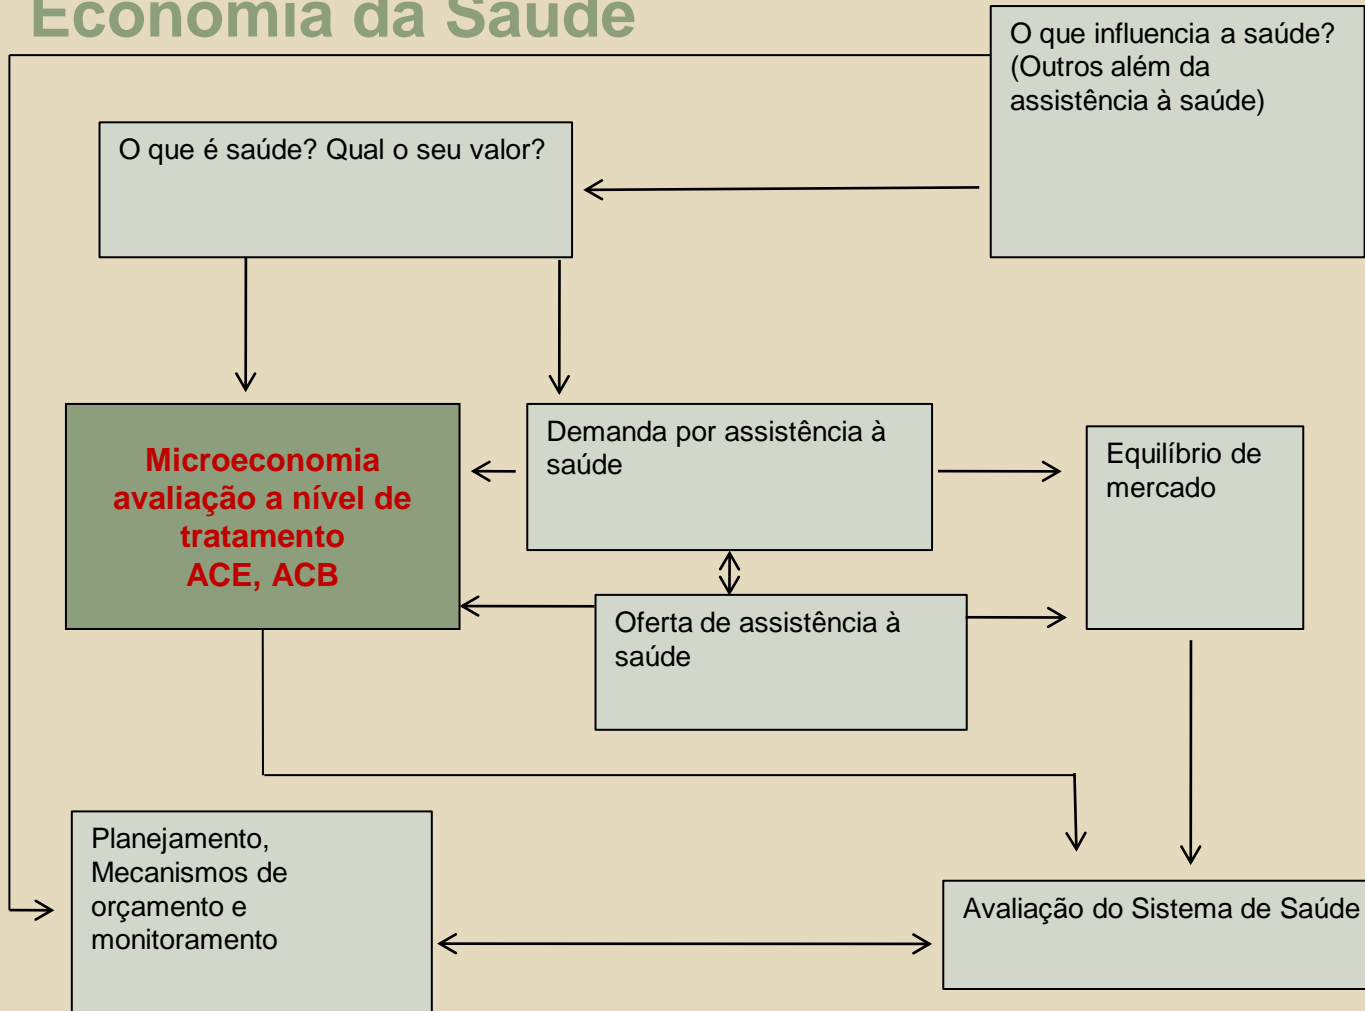 Economia da Saúde
O que influencia a saúde?
(Outros além da
assistência à saúde)
O que é saúde? Qual o seu valor?
Microeconomia
avaliação a nível de
tratamento
ACE, ACB
Demanda por assistência à
saúde
Equilíbrio de
mercado
Oferta de assistência à
saúde
Planejamento,
Mecanismos de
orçamento e
monitoramento
Avaliação do Sistema de Saúde